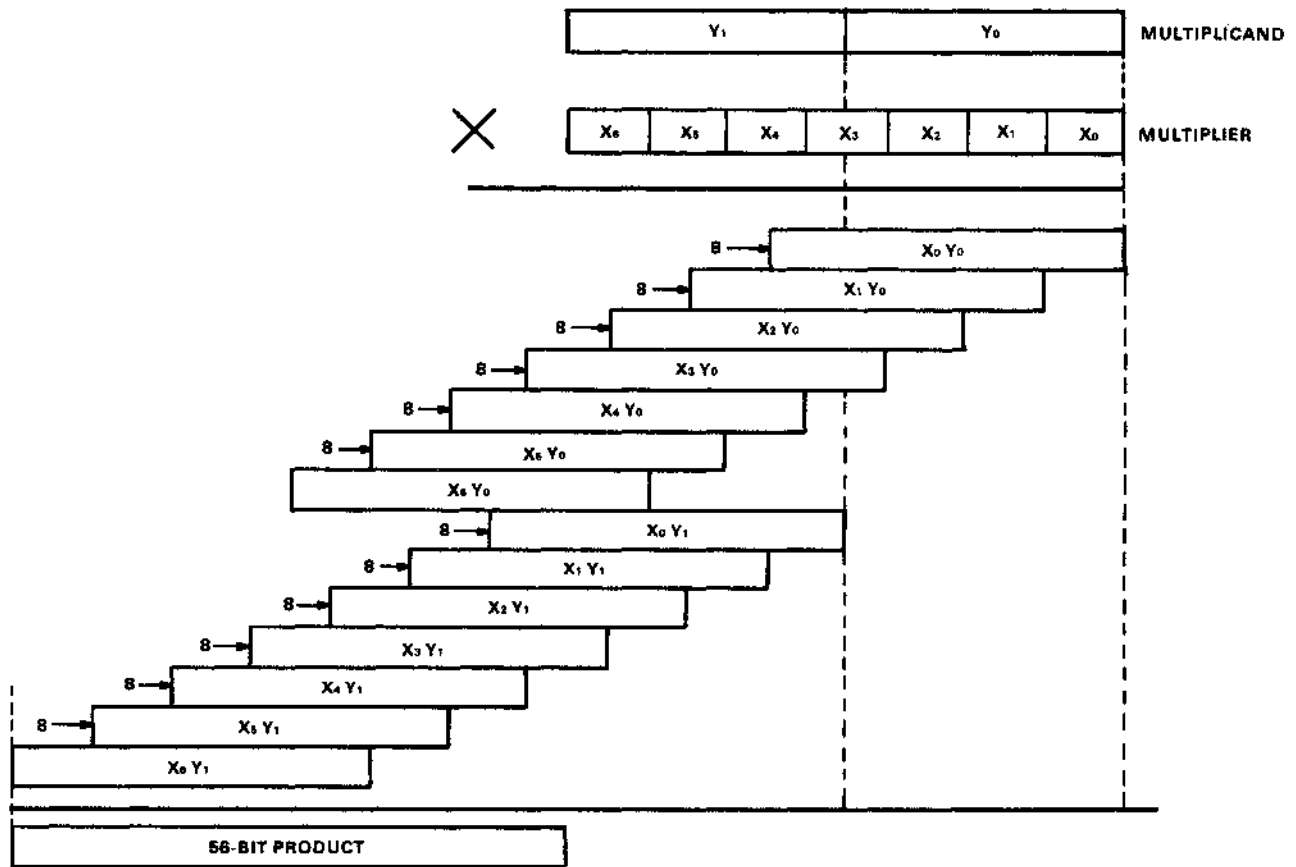 Y₁ Y₀ MULTIPLICAND
X₆ X₅ X₄ X₃ X₂ X₁ X₀ MULTIPLIER
8 X₀ Y₀
8 X₁ Y₀
8 X₂ Y₀
8 X₃ Y₀
8 X₄ Y₀
8 X₅ Y₀
X₆ Y₀
8 X₀ Y₁
8 X₁ Y₁
8 X₂ Y₁
8 X₃ Y₁
8 X₄ Y₁
8 X₅ Y₁
X₆ Y₁
56-BIT PRODUCT